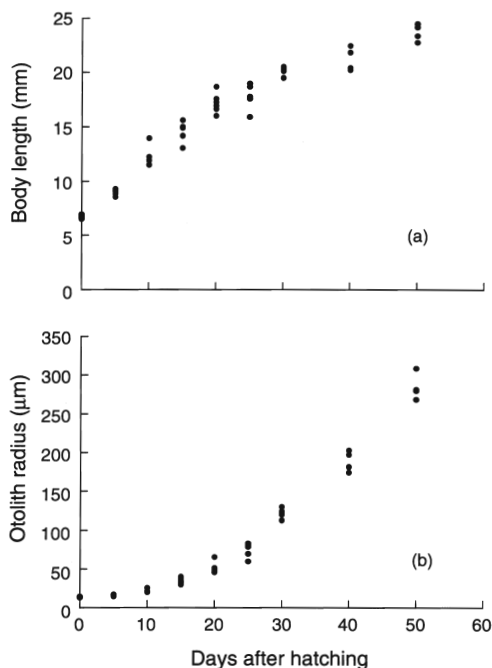 25
20
15
10
5
0
Body length (mm)
(a)
350
300
250
200
150
100
50
0
Otolith radius (μm)
(b)
0 10 20 30 40 50 60
Days after hatching